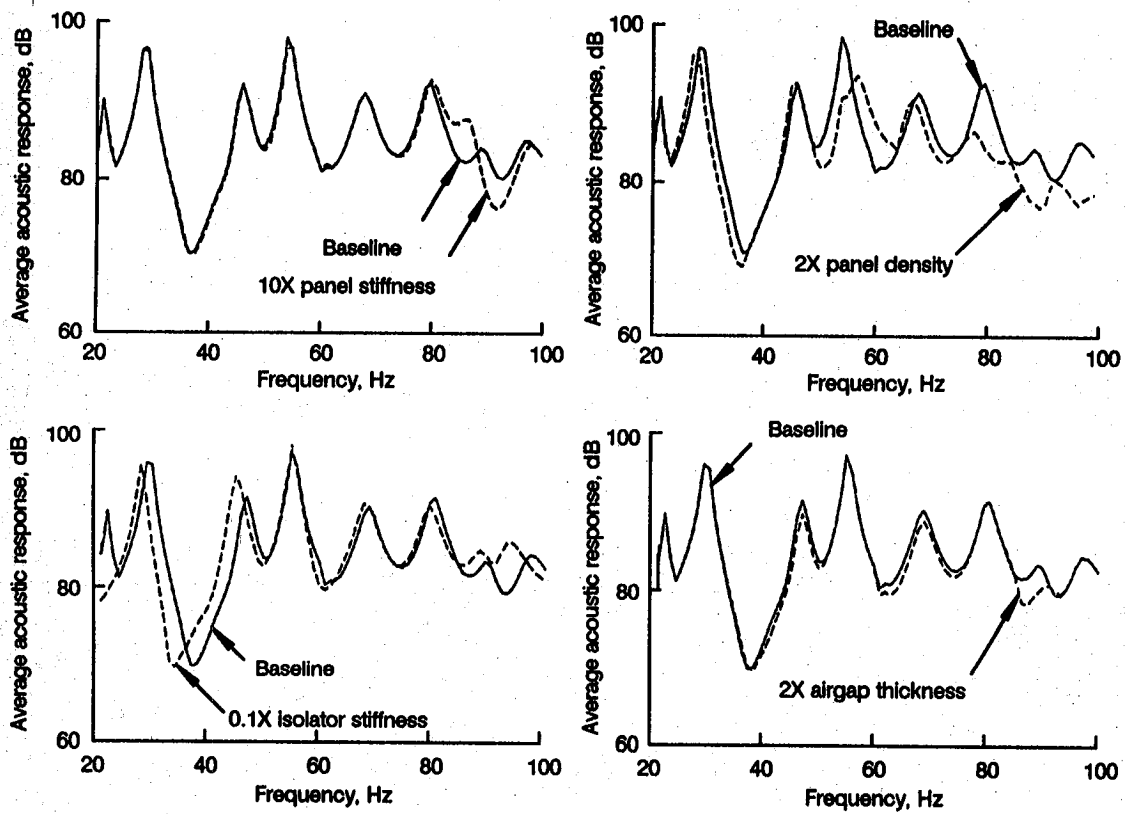 100
80
60
Average acoustic response, dB
Baseline
10X panel stiffness
20 40 60 80 100
Frequency, Hz
100
80
60
Average acoustic response, dB
Baseline
2X panel density
20 40 60 80 100
Frequency, Hz
100
80
60
Average acoustic response, dB
Baseline
0.1X isolator stiffness
20 40 60 80 100
Frequency, Hz
100
80
60
Average acoustic response, dB
Baseline
2X airgap thickness
20 40 60 80 100
Frequency, Hz